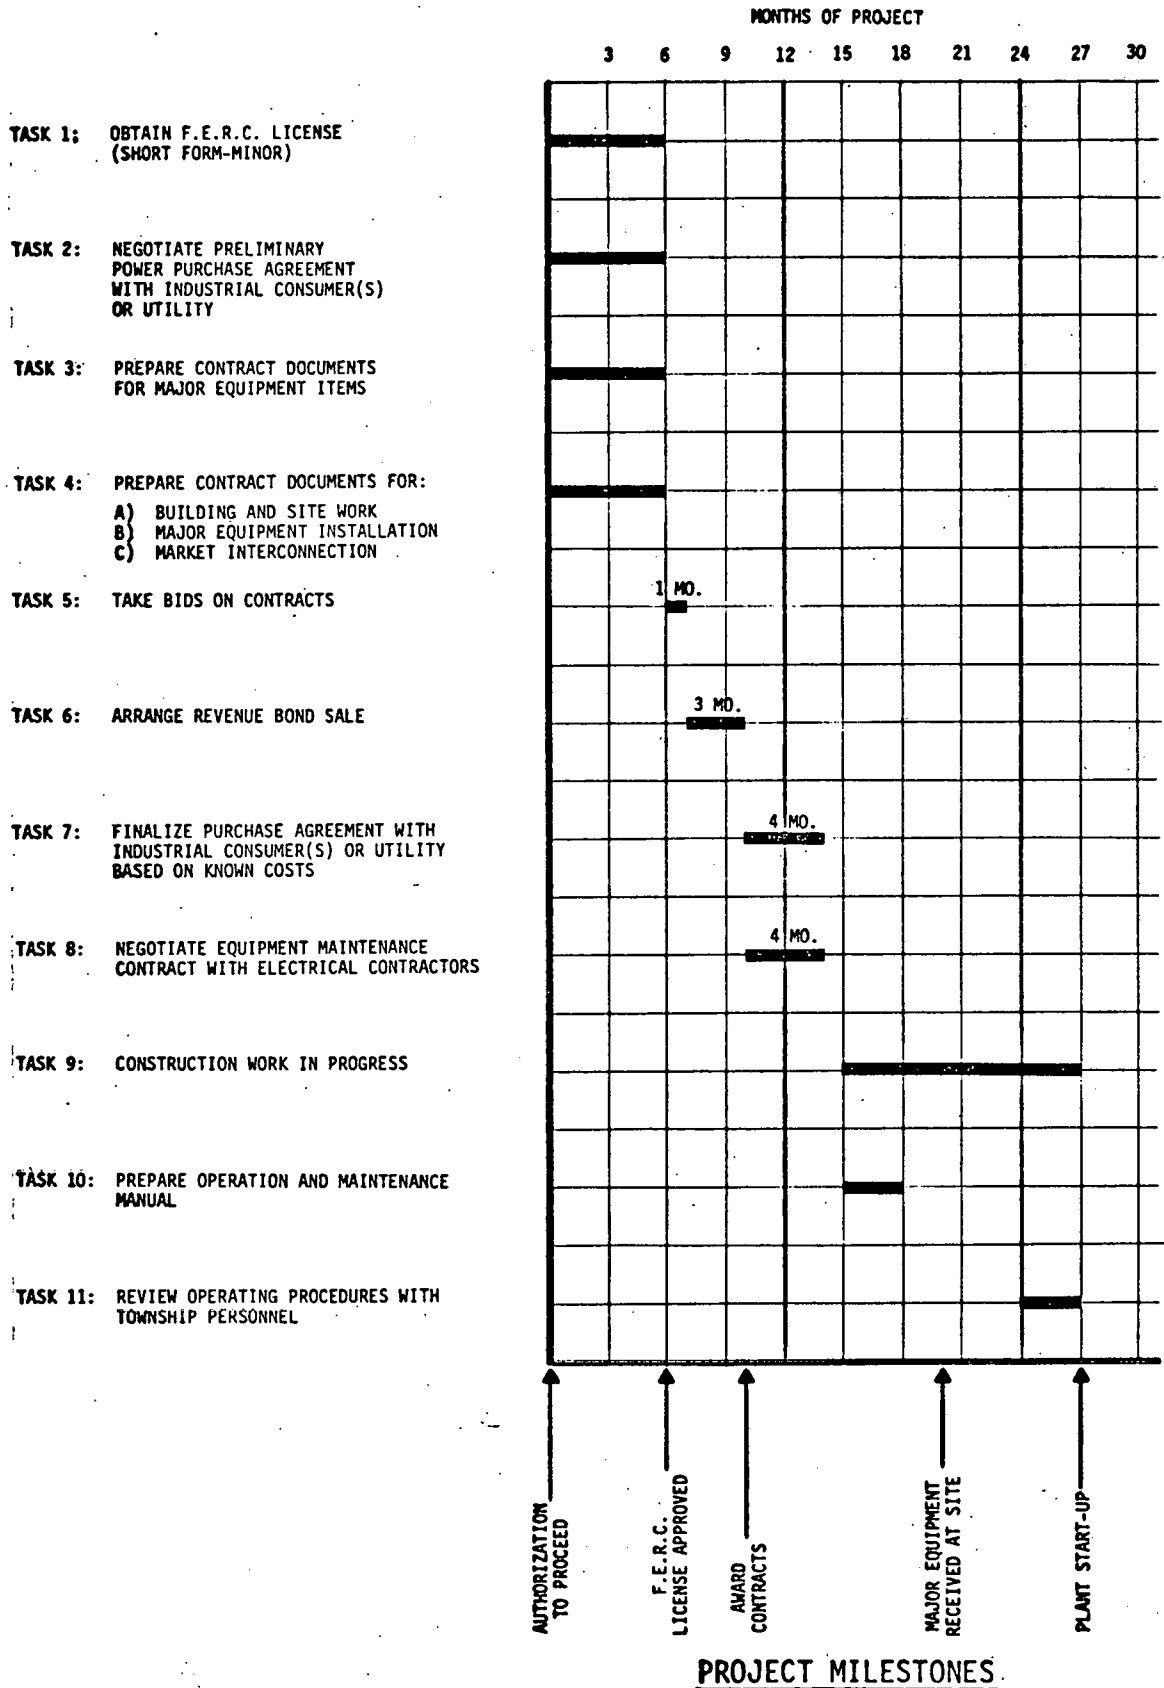 MONTHS OF PROJECT
3 6 9 12 15 18 21 24 27 30
TASK 1; OBTAIN F.E.R.C. LICENSE
(SHORT FORM-MINOR)
TASK 2: NEGOTIATE PRELIMINARY
POWER PURCHASE AGREEMENT
WITH INDUSTRIAL CONSUMER(S)
OR UTILITY
TASK 3: PREPARE CONTRACT DOCUMENTS
FOR MAJOR EQUIPMENT ITEMS
TASK 4: PREPARE CONTRACT DOCUMENTS FOR:
A) BUILDING AND SITE WORK
B) MAJOR EQUIPMENT INSTALLATION
C) MARKET INTERCONNECTION
1 MO.
TASK 5: TAKE BIDS ON CONTRACTS
3 MO.
TASK 6: ARRANGE REVENUE BOND SALE
4 MO.
TASK 7: FINALIZE PURCHASE AGREEMENT WITH
INDUSTRIAL CONSUMER(S) OR UTILITY
BASED ON KNOWN COSTS
4 MO.
TASK 8: NEGOTIATE EQUIPMENT MAINTENANCE
CONTRACT WITH ELECTRICAL CONTRACTORS
TASK 9: CONSTRUCTION WORK IN PROGRESS
TASK 10: PREPARE OPERATION AND MAINTENANCE
MANUAL
TASK 11: REVIEW OPERATING PROCEDURES WITH
TOWNSHIP PERSONNEL
AUTHORIZATION
TO PROCEED
F.E.R.C.
LICENSE APPROVED
AWARD
CONTRACTS
MAJOR EQUIPMENT
RECEIVED AT SITE
PLANT START-UP
PROJECT MILESTONES